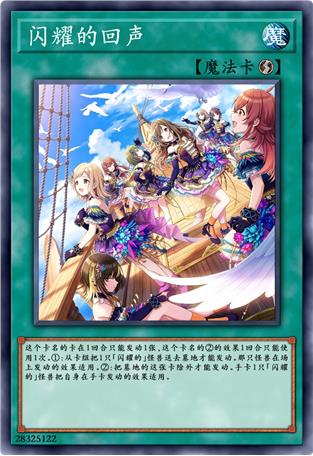 闪耀的回声
魔
【魔法卡】
这个卡名的卡在1回合只能发动1张,这个卡名的②的效果1回合只能使
用1次。①:从卡组把1只「闪耀的」怪兽送去墓地才能发动。那只怪兽在场
上发动的效果适用。②:把墓地的这张卡除外才能发动。手卡1只「闪耀
的」怪兽把自身在手卡发动的效果适用。
28325122